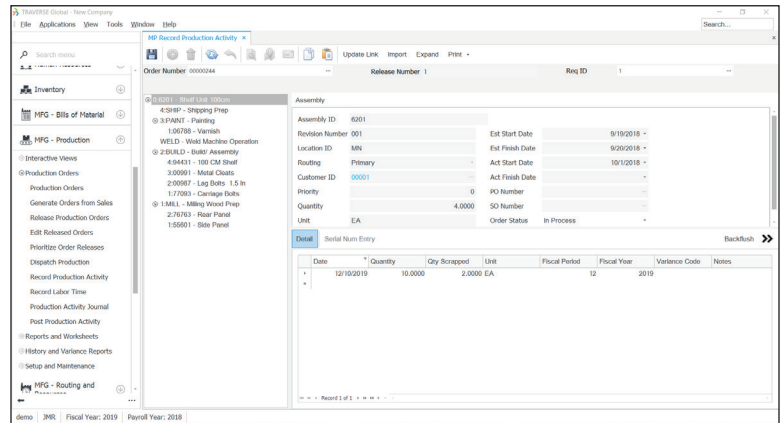 TRAVERSE Global - New Company
File Applications View Tools Window Help
Search...
MP Record Production Activity ×
Search menu
Update Link Import Expand Print
Order Number 00000244 Release Number 1 Req ID 1
Inventory
MFG - Bills of Material
MFG - Production
Interactive Views
Production Orders
Production Orders
Generate Orders from Sales
Release Production Orders
Edit Released Orders
Prioritize Order Releases
Dispatch Production
Record Production Activity
Record Labor Time
Production Activity Journal
Post Production Activity
Reports and Worksheets
History and Variance Reports
Setup and Maintenance
MFG - Routing and
0:6201 - Shelf Unit 100cm
4:SHIP - Shipping Prep
3:PAINT - Painting
1:06788 - Varnish
WELD - Weld Machine Operation
2:BUILD - Build/ Assembly
4:94431 - 100 CM Shelf
3:00991 - Metal Cleats
2:00987 - Lag Bolts 1.5 In
1:77093 - Carriage Bolts
1:MILL - Milling Wood Prep
2:76763 - Rear Panel
1:55601 - Side Panel
Assembly
Assembly ID 6201
Revision Number 001 Est Start Date 9/19/2018
Location ID MN Est Finish Date 9/20/2018
Routing Primary Act Start Date 10/1/2018
Customer ID 00001 Act Finish Date
Priority 0 PO Number
Quantity 4.0000 SO Number
Unit EA Order Status In Process
Detail Serial Num Entry Backflush
Date Quantity Qty Scrapped Unit Fiscal Period Fiscal Year Variance Code Notes
12/10/2019 10.0000 2.0000 EA 12 2019
Record 1 of 1
demo JMR Fiscal Year: 2019 Payroll Year: 2018